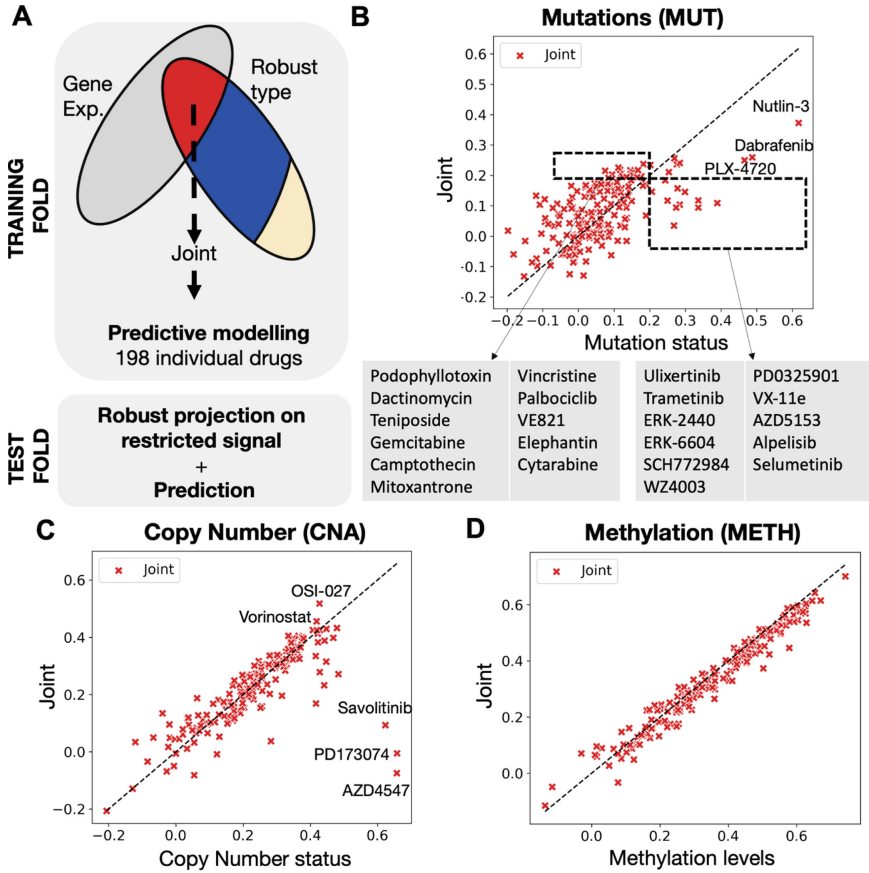 A
TRAINING
FOLD
Gene
Exp.
Robust
type
Joint
Predictive modelling
198 individual drugs
TEST
FOLD
Robust projection on
restricted signal
+
Prediction
B
Mutations (MUT)
Joint
0.6
0.5
0.4
0.3
0.2
0.1
0.0
-0.1
-0.2
Joint
Nutlin-3
Dabrafenib
PLX-4720
−0.2
−0.1
0.0
0.1
0.2
0.3
0.4
0.5
0.6
Mutation status
Podophyllotoxin
Dactinomycin
Teniposide
Gemcitabine
Camptothecin
Mitoxantrone
Vincristine
Palbociclib
VE821
Elephantin
Cytarabine
Ulixertinib
Trametinib
ERK-2440
ERK-6604
SCH772984
WZ4003
PD0325901
VX-11e
AZD5153
Alpelisib
Selumetinib
C
Copy Number (CNA)
Joint
0.6
0.4
0.2
0.0
−0.2
Joint
OSI-027
Vorinostat
Savolitinib
PD173074
AZD4547
−0.2
0.0
0.2
0.4
0.6
Copy Number status
D
Methylation (METH)
Joint
0.6
0.4
0.2
0.0
Joint
0.0
0.2
0.4
0.6
Methylation levels